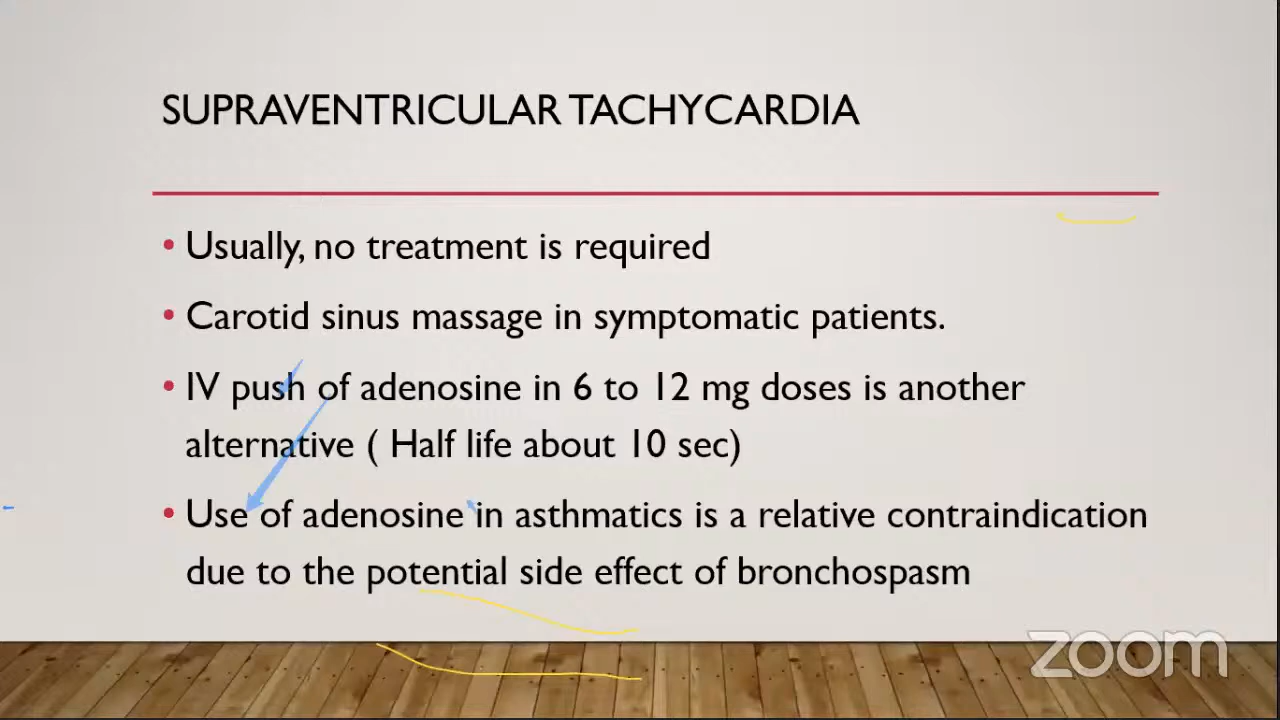 SUPRAVENTRICULAR TACHYCARDIA
• Usually, no treatment is required
• Carotid sinus massage in symptomatic patients.
• IV push of adenosine in 6 to 12 mg doses is another
alternative ( Half life about 10 sec)
• Use of adenosine in asthmatics is a relative contraindication
due to the potential side effect of bronchospasm
zoom